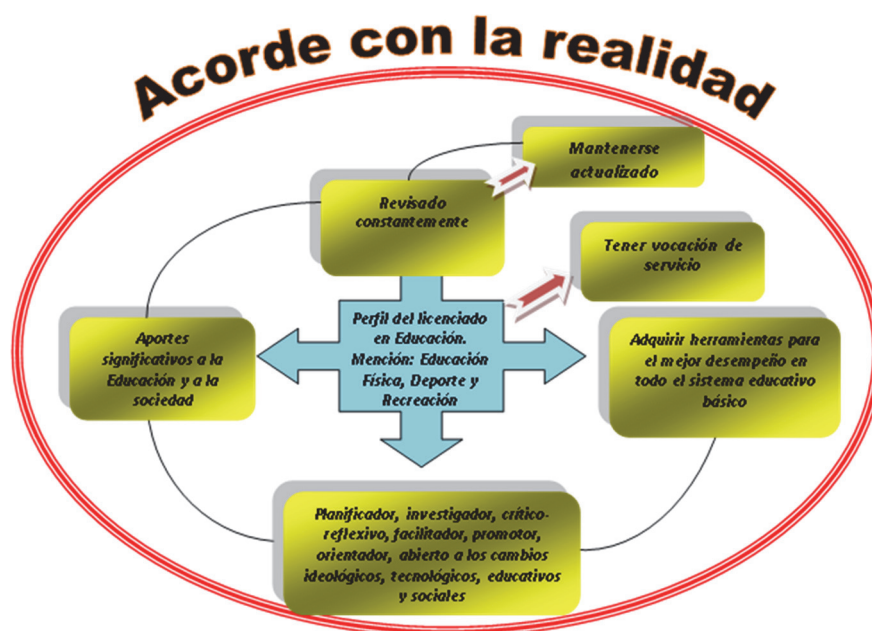 Acorde con la realidad
Mantenerse
actualizado
Revisado
constantemente
Tener vocación de
servicio
Perfil del licenciado
en Educación.
Mención: Educación
Física, Deporte y
Recreación
Aportes
significativos a la
Educación y a la
sociedad
Adquirir herramientas para
el mejor desempeño en
todo el sistema educativo
básico
Planificador, investigador, crítico-
reflexivo, facilitador, promotor,
orientador, abierto a los cambios
ideológicos, tecnológicos, educativos
y sociales